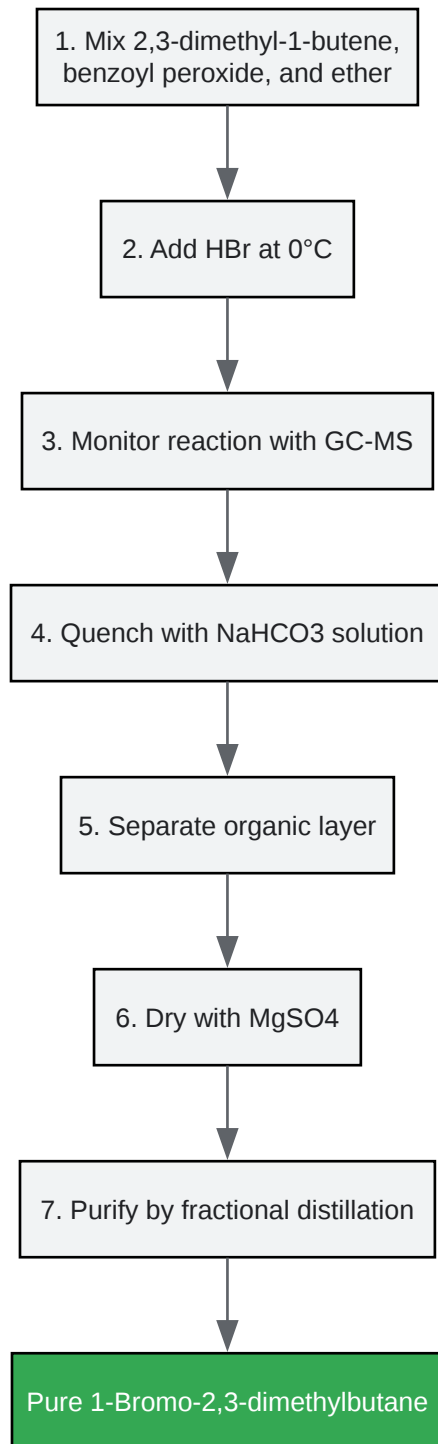 1. Mix 2,3-dimethyl-1-butene,
benzoyl peroxide, and ether
2. Add HBr at 0°C
3. Monitor reaction with GC-MS
4. Quench with NaHCO3 solution
5. Separate organic layer
6. Dry with MgSO4
7. Purify by fractional distillation
Pure 1-Bromo-2,3-dimethylbutane